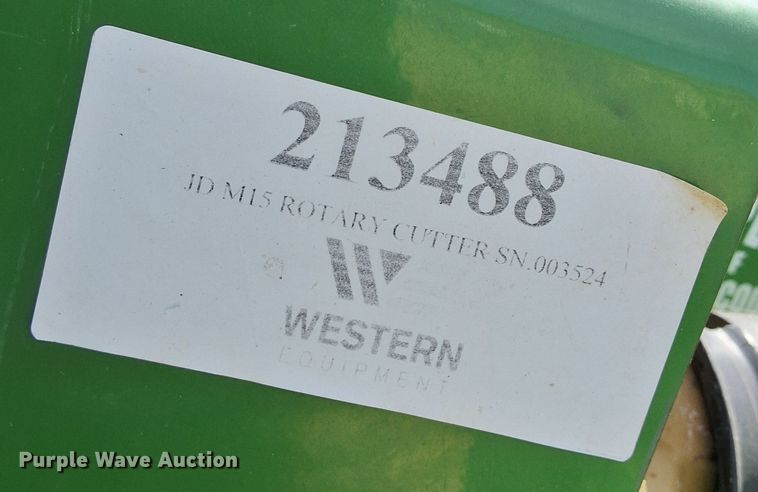 213488
JD M15 ROTARY CUTTER SN.003524
WESTERN
EQUIPMENT
Purple Wave Auction